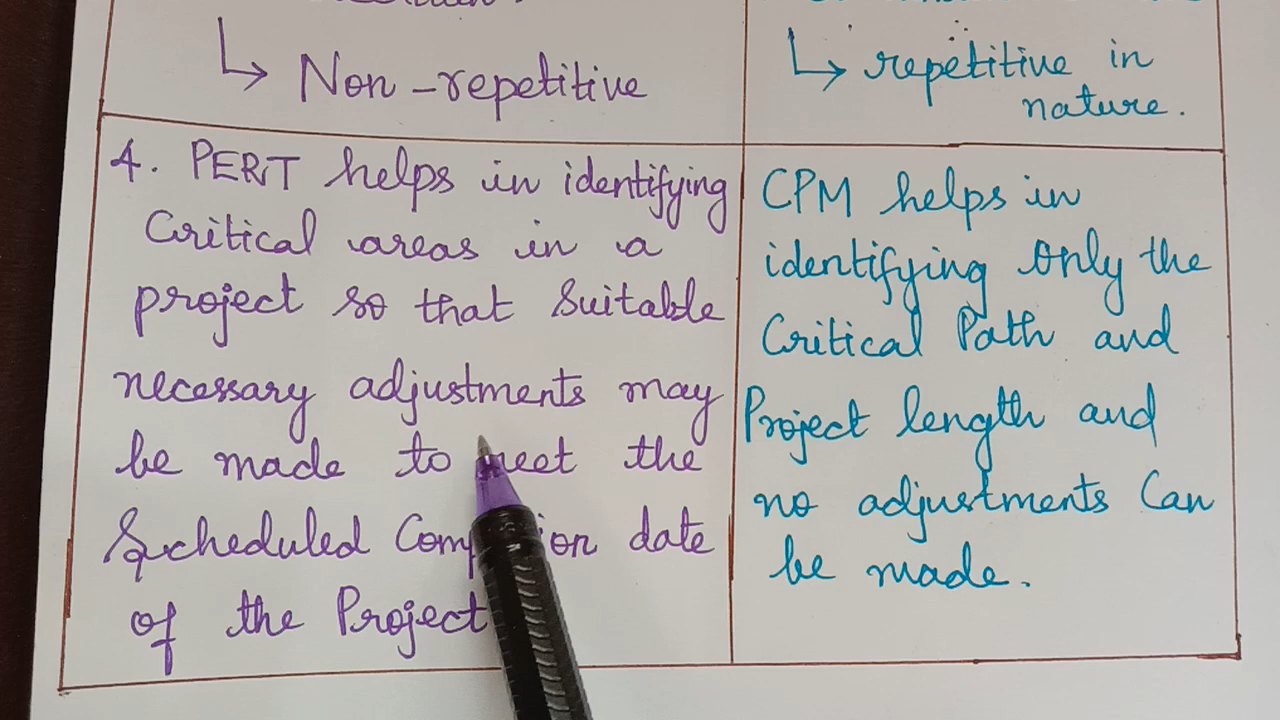 ↳ Non-repetitive
4. PERT helps in identifying
Critical areas in a
project so that Suitable
necessary adjustments may
be made to meet the
Scheduled date
of the Project
↳ repetitive in
nature.
CPM helps in
identifying only the
Critical Path and
Project length and
no adjustments Can
be made.